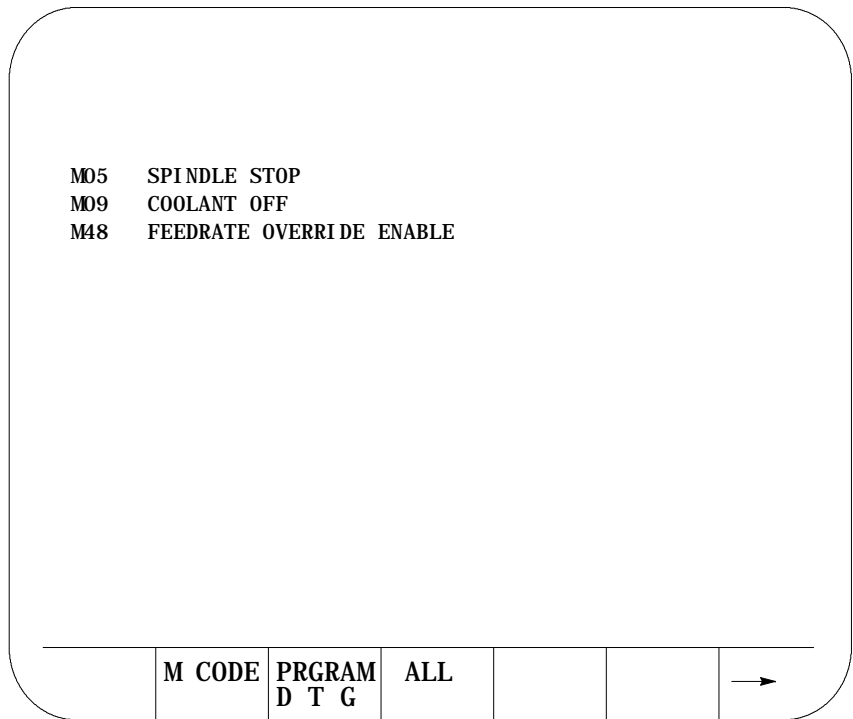 M05 SPINDLE STOP
M09 COOLANT OFF
M48 FEEDRATE OVERRIDE ENABLE
M CODE PRGRAM ALL
D T G